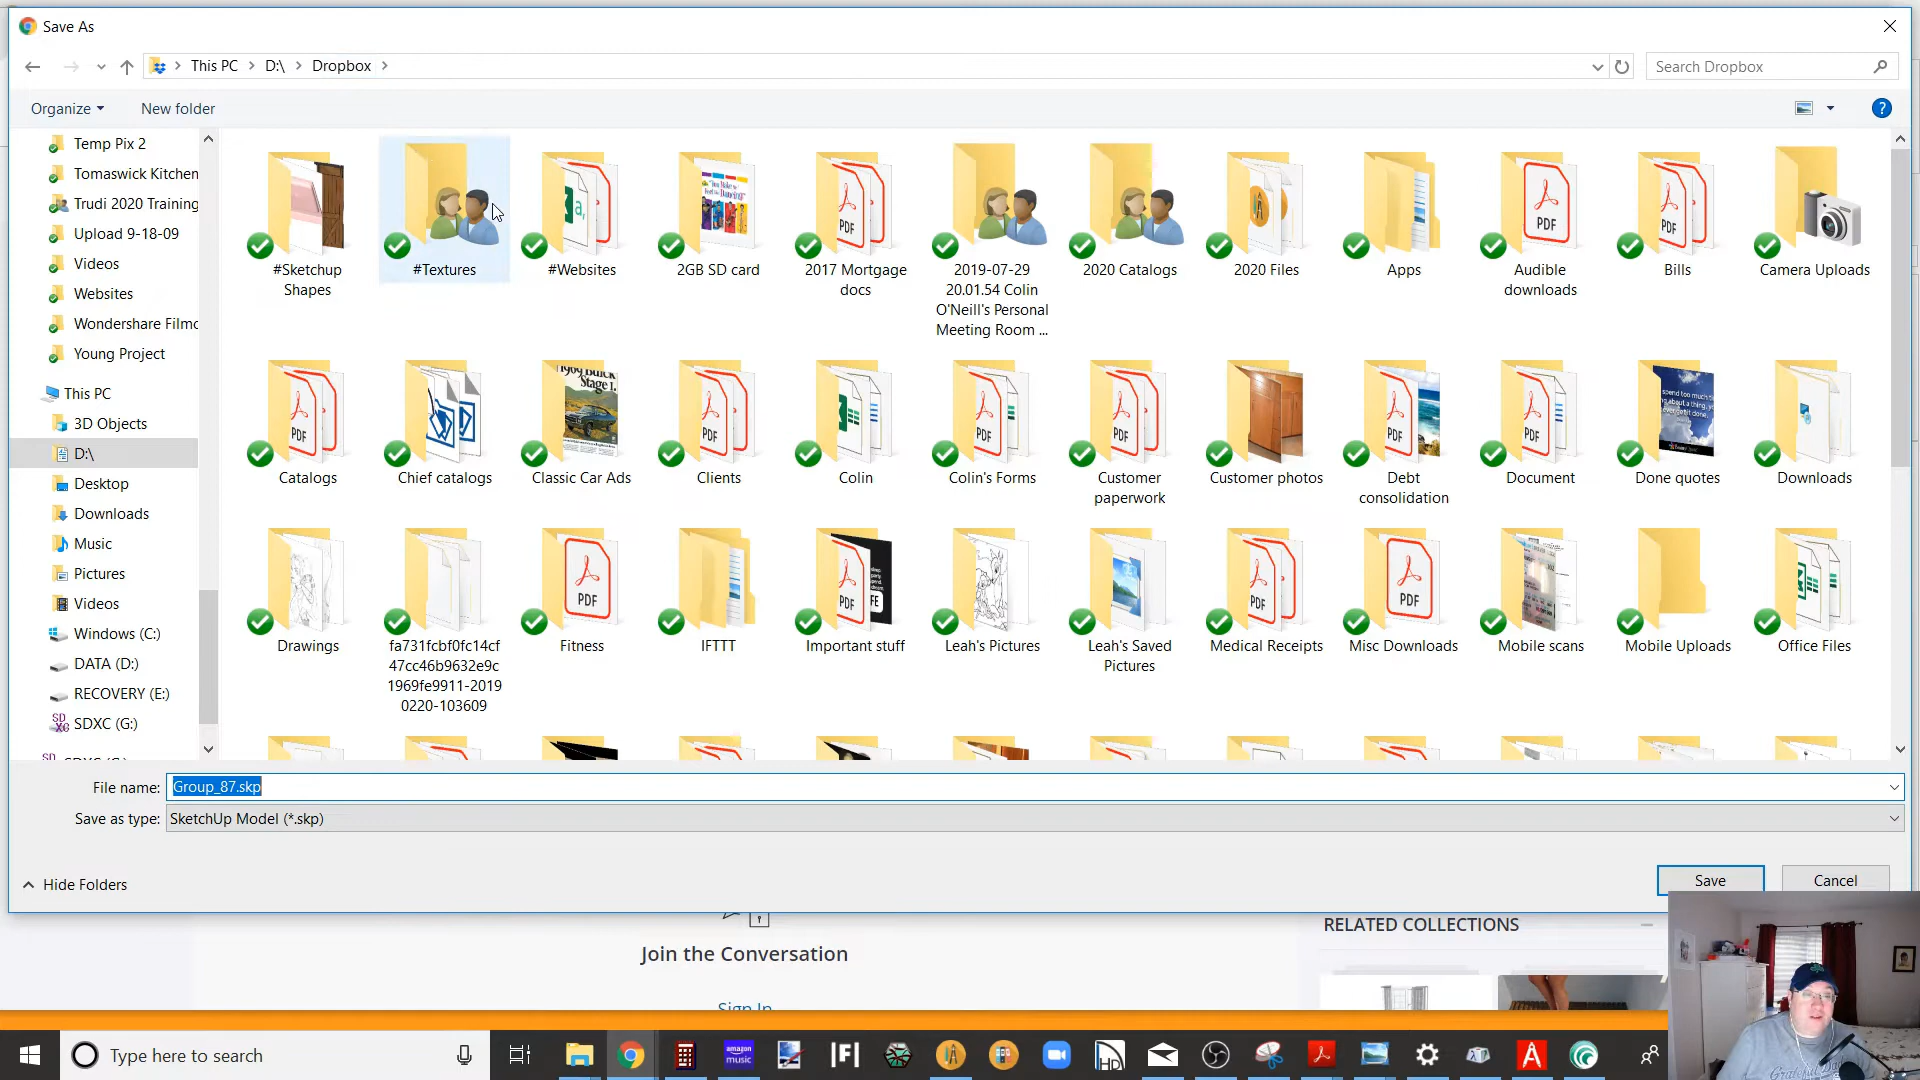 Save As
This PC
D:\
Dropbox
Search Dropbox
Organize
New folder
?
Temp Pix 2
Tomaswick Kitchen
Trudi 2020 Training
Upload 9-18-09
Videos
Websites
Wondershare Filmo
Young Project
This PC
3D Objects
D:\
Desktop
Downloads
Music
Pictures
Videos
Windows (C:)
DATA (D:)
RECOVERY (E:)
SDXC (G:)
#Sketchup
Shapes
#Textures
#Websites
2GB SD card
2017 Mortgage
docs
2019-07-29
20.01.54 Colin
O'Neill's Personal
Meeting Room ...
2020 Catalogs
2020 Files
Apps
Audible
downloads
Bills
Camera Uploads
Catalogs
Chief catalogs
Classic Car Ads
Clients
Colin
Colin's Forms
Customer
paperwork
Customer photos
Debt
consolidation
Document
Done quotes
Downloads
Drawings
fa731fcbf0fc14cf
47cc46b9632e9c
1969fe9911-2019
0220-103609
Fitness
IFTTT
Important stuff
Leah's Pictures
Leah's Saved
Pictures
Medical Receipts
Misc Downloads
Mobile scans
Mobile Uploads
Office Files
File name: Group_87.skp
Save as type: SketchUp Model (*.skp)
Hide Folders
Save
Cancel
Join the Conversation
Sign In
RELATED COLLECTIONS
Type here to search
amazon
music